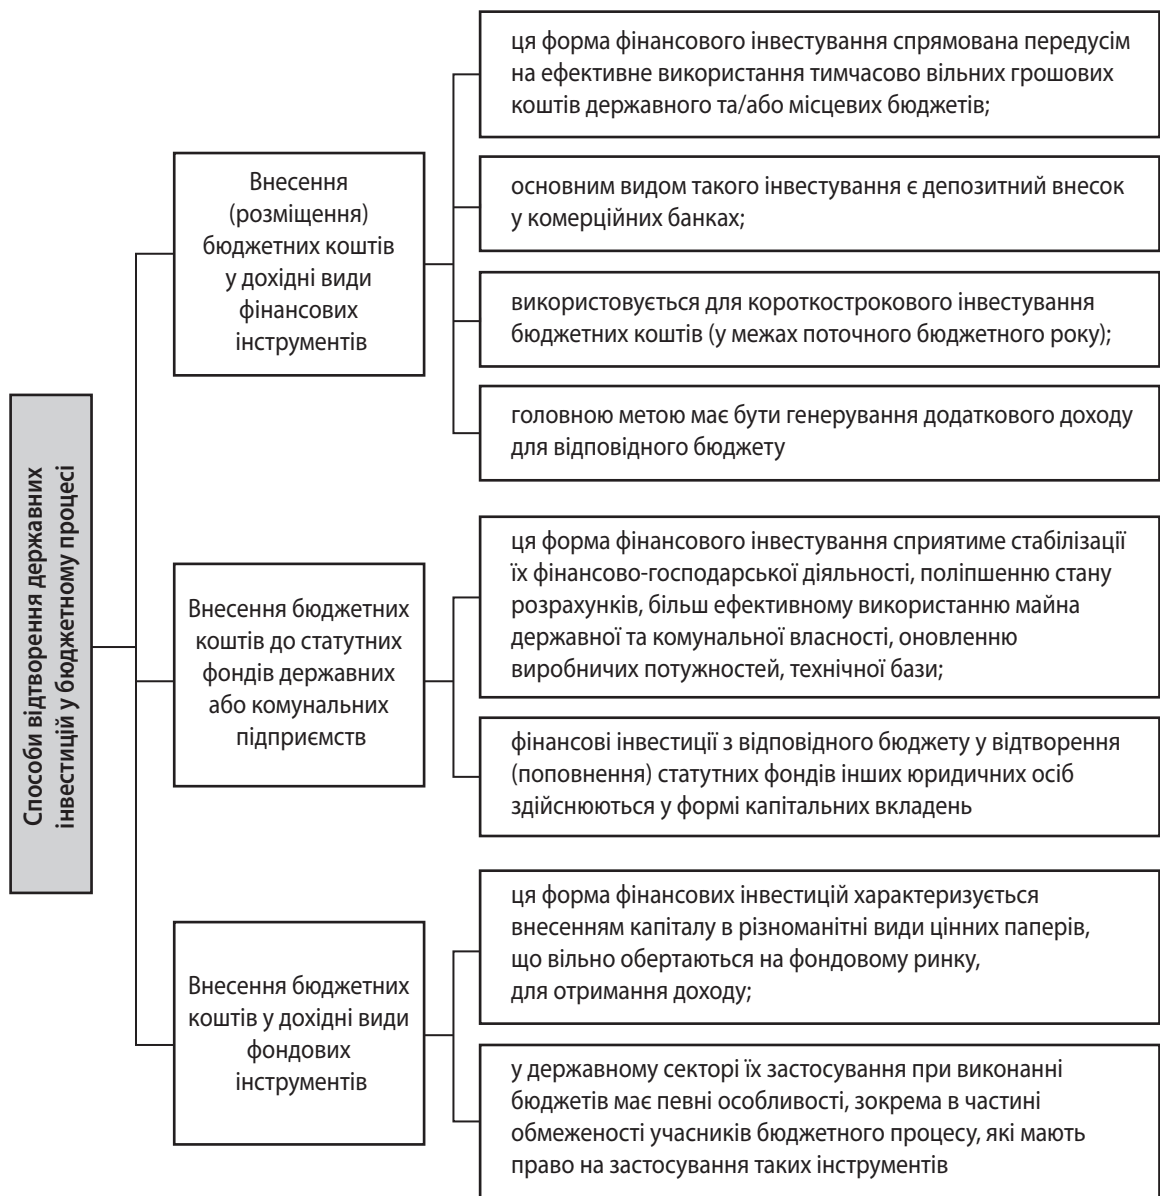 Способи відтворення державних
інвестицій у бюджетному процесі
Внесення
(розміщення)
бюджетних коштів
у дохідні види
фінансових
інструментів
ця форма фінансового інвестування спрямована передусім
на ефективне використання тимчасово вільних грошових
коштів державного та/або місцевих бюджетів;
основним видом такого інвестування є депозитний внесок
у комерційних банках;
використовується для короткострокового інвестування
бюджетних коштів (у межах поточного бюджетного року);
головною метою має бути генерування додаткового доходу
для відповідного бюджету
Внесення бюджетних
коштів до статутних
фондів державних
або комунальних
підприємств
ця форма фінансового інвестування сприятиме стабілізації
їх фінансово-господарської діяльності, поліпшенню стану
розрахунків, більш ефективному використанню майна
державної та комунальної власності, оновленню
виробничих потужностей, технічної бази;
фінансові інвестиції з відповідного бюджету у відтворення
(поповнення) статутних фондів інших юридичних осіб
здійснюються у формі капітальних вкладень
Внесення бюджетних
коштів у дохідні види
фондових
інструментів
ця форма фінансових інвестицій характеризується
внесенням капіталу в різноманітні види цінних паперів,
що вільно обертаються на фондовому ринку,
для отримання доходу;
у державному секторі їх застосування при виконанні
бюджетів має певні особливості, зокрема в частині
обмеженості учасників бюджетного процесу, які мають
право на застосування таких інструментів